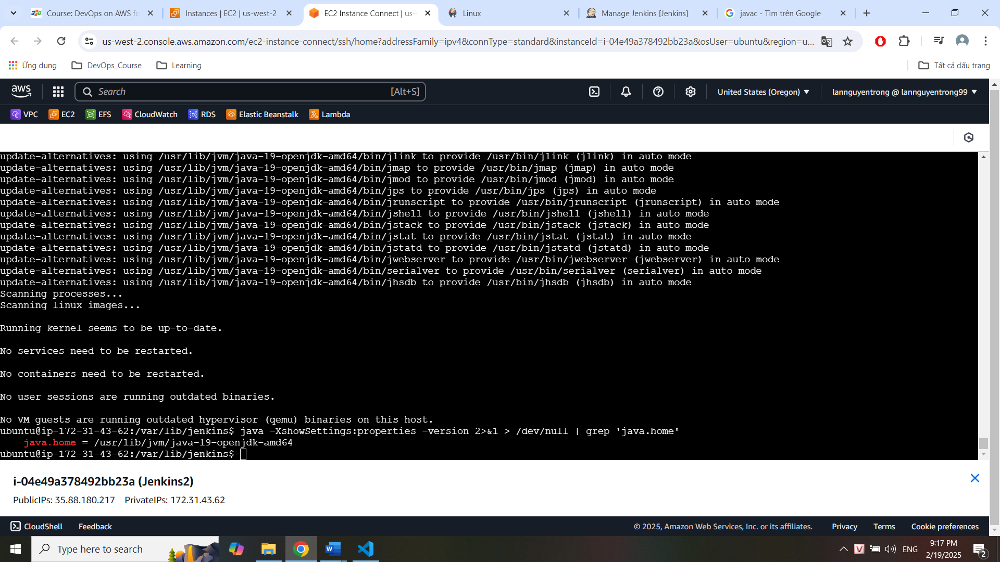 Course: DevOps on AWS fo
Instances | EC2 | us-west-2
EC2 Instance Connect | us-
Linux
Manage Jenkins [Jenkins]
javac - Tìm trên Google
us-west-2.console.aws.amazon.com/ec2-instance-connect/ssh/home?addressFamily=ipv4&connType=standard&instanceId=i-04e49a378492bb23a&osUser=ubuntu&region=u...
Ứng dụng
DevOps_Course
Learning
Tất cả dấu trang
aws
Search
[Alt+S]
United States (Oregon)
lannguyentrong @ lannguyentrong99
VPC
EC2
EFS
CloudWatch
RDS
Elastic Beanstalk
Lambda
update-alternatives: using /usr/lib/jvm/java-19-openjdk-amd64/bin/jlink to provide /usr/bin/jlink (jlink) in auto mode
update-alternatives: using /usr/lib/jvm/java-19-openjdk-amd64/bin/jmap to provide /usr/bin/jmap (jmap) in auto mode
update-alternatives: using /usr/lib/jvm/java-19-openjdk-amd64/bin/jmod to provide /usr/bin/jmod (jmod) in auto mode
update-alternatives: using /usr/lib/jvm/java-19-openjdk-amd64/bin/jps to provide /usr/bin/jps (jps) in auto mode
update-alternatives: using /usr/lib/jvm/java-19-openjdk-amd64/bin/jrunscript to provide /usr/bin/jrunscript (jrunscript) in auto mode
update-alternatives: using /usr/lib/jvm/java-19-openjdk-amd64/bin/jshell to provide /usr/bin/jshell (jshell) in auto mode
update-alternatives: using /usr/lib/jvm/java-19-openjdk-amd64/bin/jstack to provide /usr/bin/jstack (jstack) in auto mode
update-alternatives: using /usr/lib/jvm/java-19-openjdk-amd64/bin/jstat to provide /usr/bin/jstat (jstat) in auto mode
update-alternatives: using /usr/lib/jvm/java-19-openjdk-amd64/bin/jstatd to provide /usr/bin/jstatd (jstatd) in auto mode
update-alternatives: using /usr/lib/jvm/java-19-openjdk-amd64/bin/jwebserver to provide /usr/bin/jwebserver (jwebserver) in auto mode
update-alternatives: using /usr/lib/jvm/java-19-openjdk-amd64/bin/serialver to provide /usr/bin/serialver (serialver) in auto mode
update-alternatives: using /usr/lib/jvm/java-19-openjdk-amd64/bin/jhsdb to provide /usr/bin/jhsdb (jhsdb) in auto mode
Scanning processes...
Scanning linux images...
Running kernel seems to be up-to-date.
No services need to be restarted.
No containers need to be restarted.
No user sessions are running outdated binaries.
No VM guests are running outdated hypervisor (qemu) binaries on this host.
ubuntu@ip-172-31-43-62:/var/lib/jenkins$ java -XshowSettings:properties -version 2>&1 > /dev/null | grep 'java.home'
java.home = /usr/lib/jvm/java-19-openjdk-amd64
ubuntu@ip-172-31-43-62:/var/lib/jenkins$
i-04e49a378492bb23a (Jenkins2)
PublicIPs: 35.88.180.217 PrivateIPs: 172.31.43.62
CloudShell
Feedback
© 2025, Amazon Web Services, Inc. or its affiliates.
Privacy
Terms
Cookie preferences
Type here to search
ENG
9:17 PM
2/19/2025
2